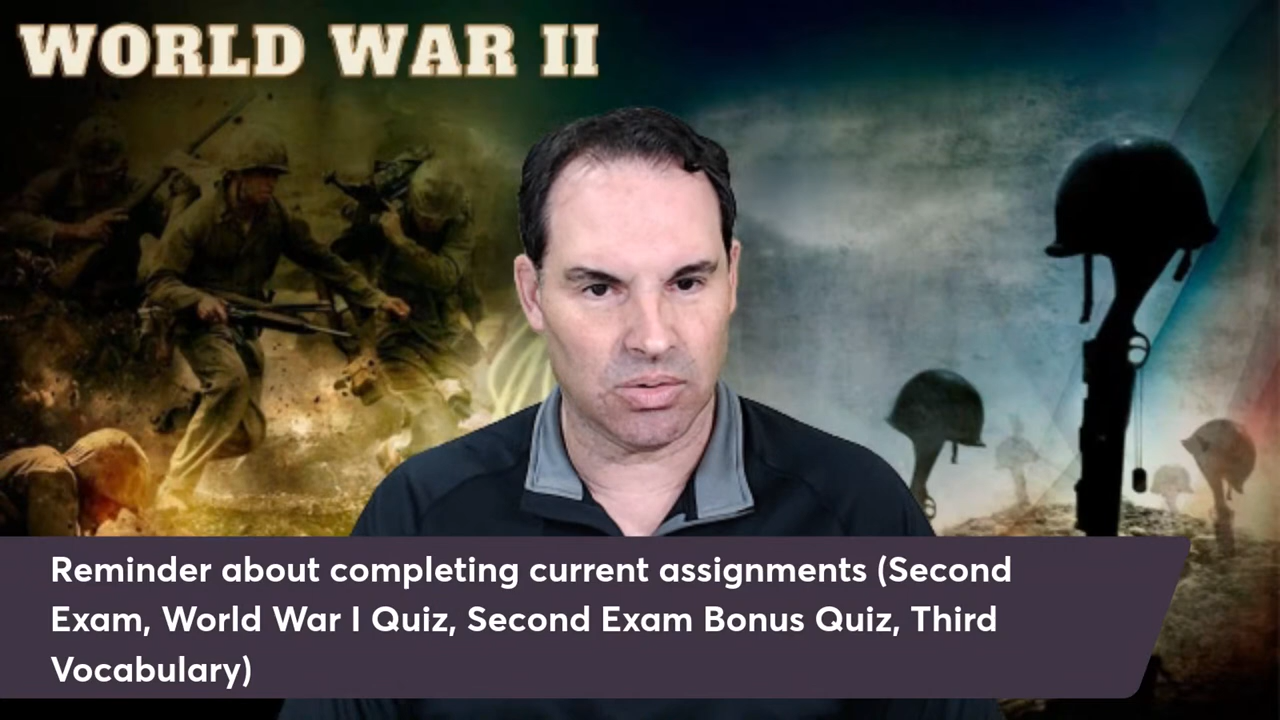 WORLD WAR II
Reminder about completing current assignments (Second
Exam, World War I Quiz, Second Exam Bonus Quiz, Third
Vocabulary)